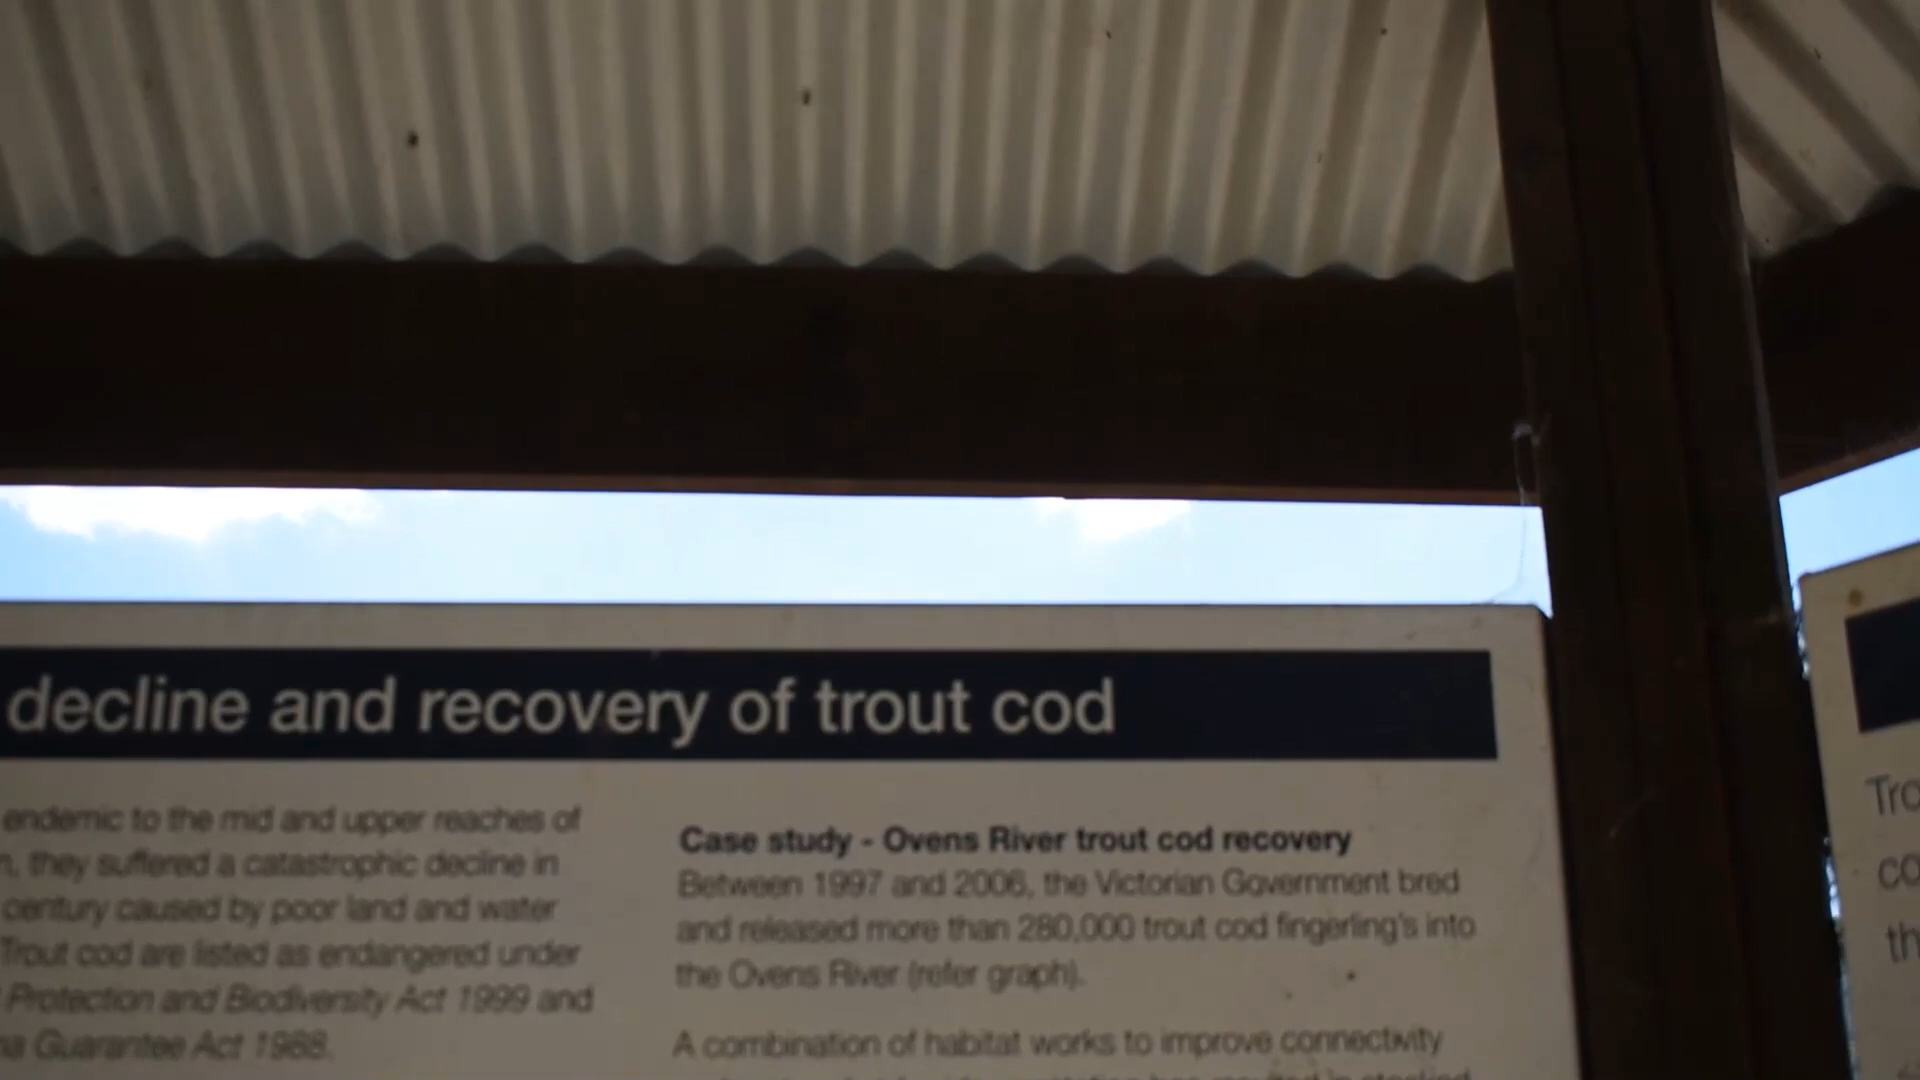 decline and recovery of trout cod
endemic to the mid and upper reaches of
they suffered a catastrophic decline in
century caused by poor land and water
Trout cod are listed as endangered under
Protection and Biodiversity Act 1999 and
Guarantee Act 1988.
Case study - Ovens River trout cod recovery
Between 1997 and 2006, the Victorian Government bred
and released more than 280,000 trout cod fingerling's into
the Ovens River (refer graph).
A combination of habitat works to improve connectivity